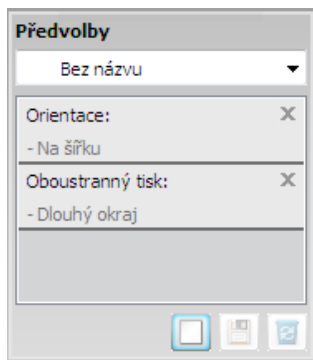 Předvolby
Bez názvu
Orientace:
- Na šířku
Oboustranný tisk:
- Dlouhý okraj